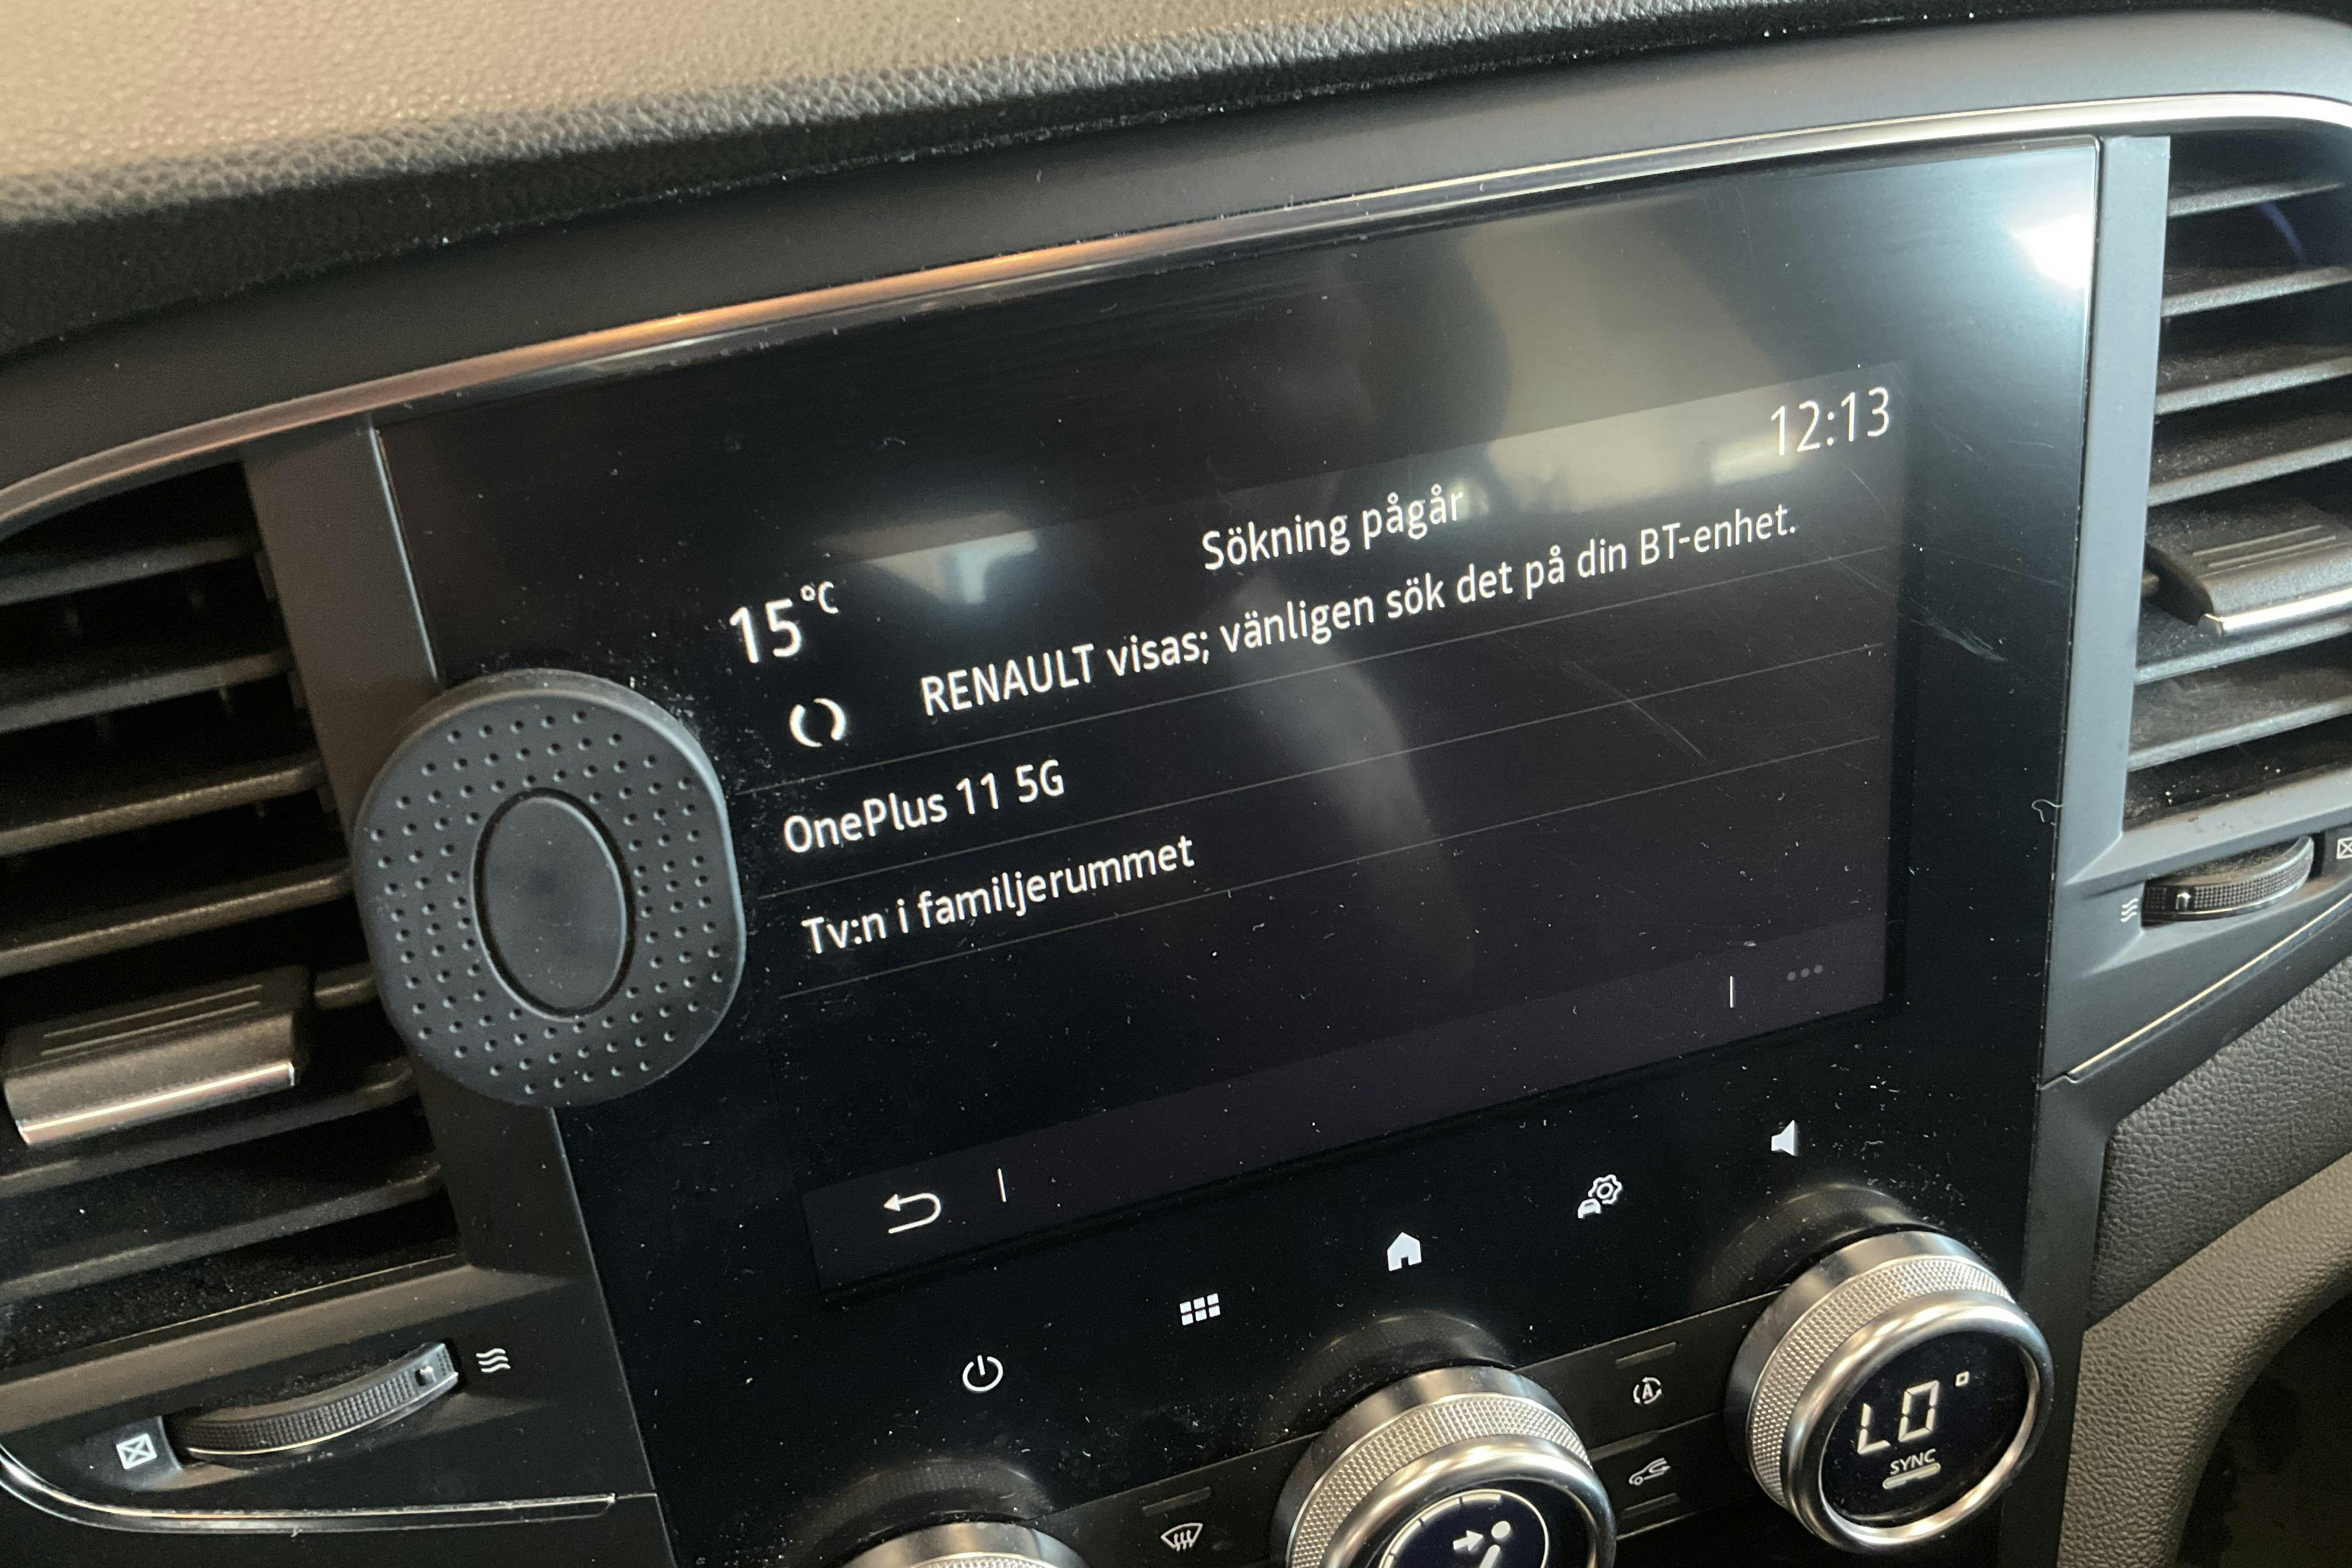 12:13
Sökning pågår
15°C
RENAULT visas; vänligen sök det på din BT-enhet.
OnePlus 11 5G
Tv:n i familjerummet
A
LO°
SYNC